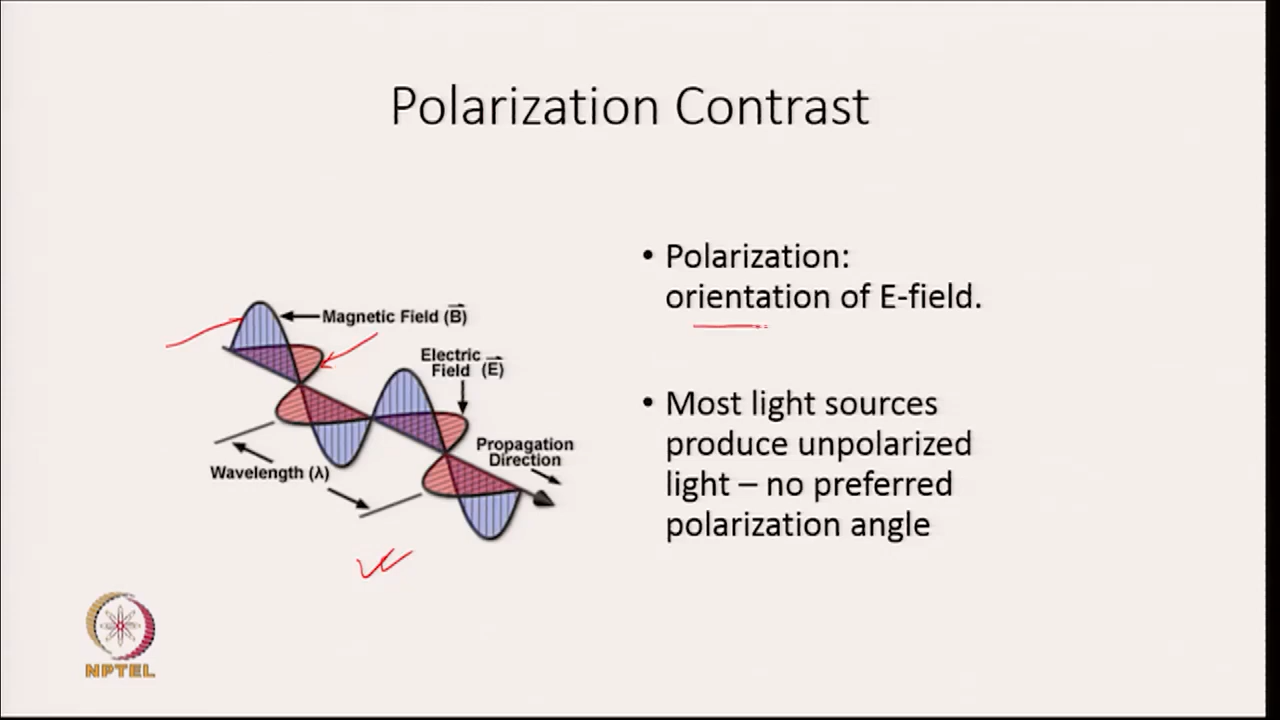 Polarization Contrast
• Polarization:
orientation of E-field.
• Most light sources
produce unpolarized
light – no preferred
polarization angle
Magnetic Field (B)
Electric
Field (E)
Propagation
Direction
Wavelength (λ)
NPTEL